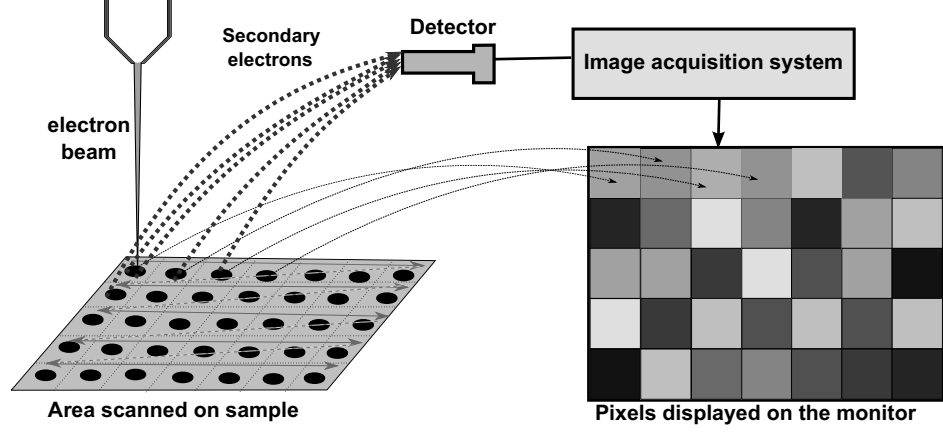 Detector
Secondary
electrons
Image acquisition system
electron
beam
Area scanned on sample
Pixels displayed on the monitor